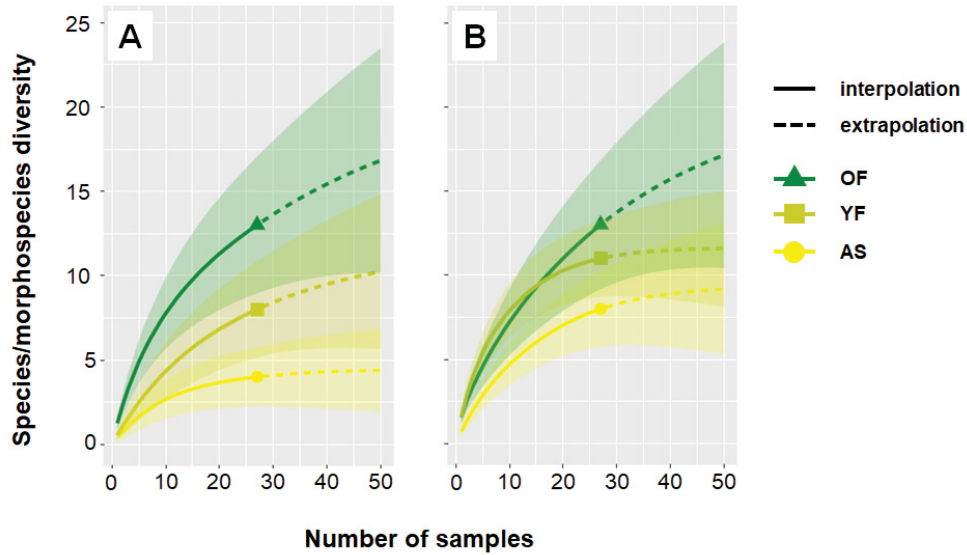 A
B
Species/morphospecies diversity
25
20
15
10
5
0
0 10 20 30 40 50
0 10 20 30 40 50
Number of samples
interpolation
extrapolation
OF
YF
AS